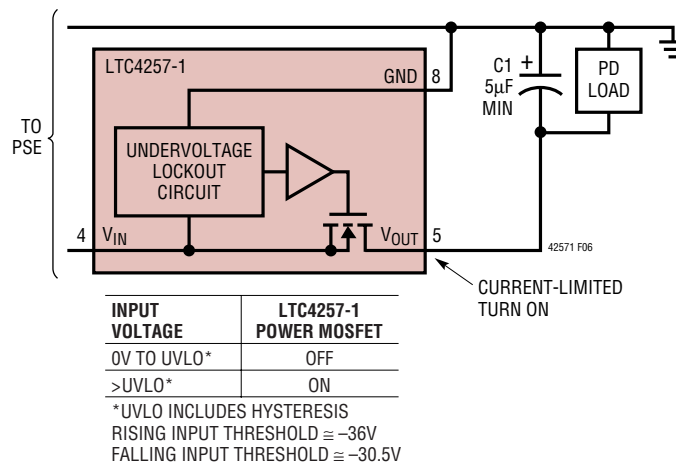 LTC4257-1
GND 8
C1 +
5µF
MIN
PD
LOAD
TO
PSE
UNDERVOLTAGE
LOCKOUT
CIRCUIT
4 VIN
VOUT 5
42571 F06
CURRENT-LIMITED
TURN ON
INPUT VOLTAGE LTC4257-1 POWER MOSFET
0V TO UVLO* OFF
>UVLO* ON
*UVLO INCLUDES HYSTERESIS
RISING INPUT THRESHOLD ≅ –36V
FALLING INPUT THRESHOLD ≅ –30.5V